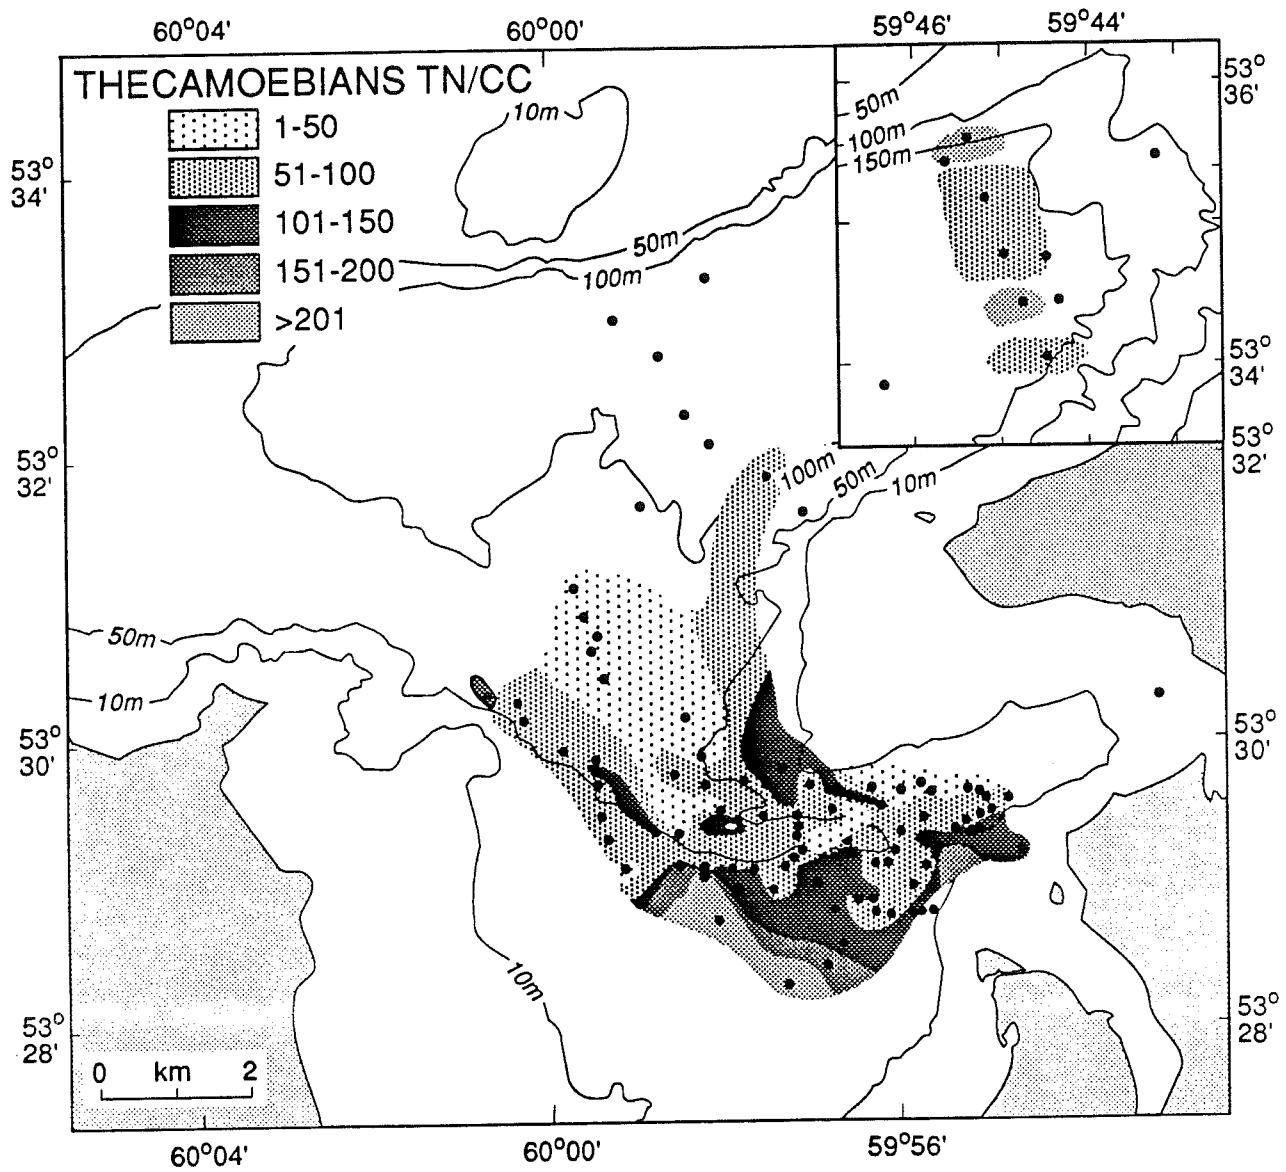 60°04' 60°00' 59°46' 59°44'
THECAMOEBIANS TN/CC
1-50
51-100
101-150
151-200
>201
10m
50m
100m
50m
100m
150m
53°
36'
53°
34'
53°
34'
53°
32'
53°
32'
100m
50m
10m
50m
10m
53°
30'
53°
30'
10m
53°
28'
53°
28'
0 km 2
60°04' 60°00' 59°56'